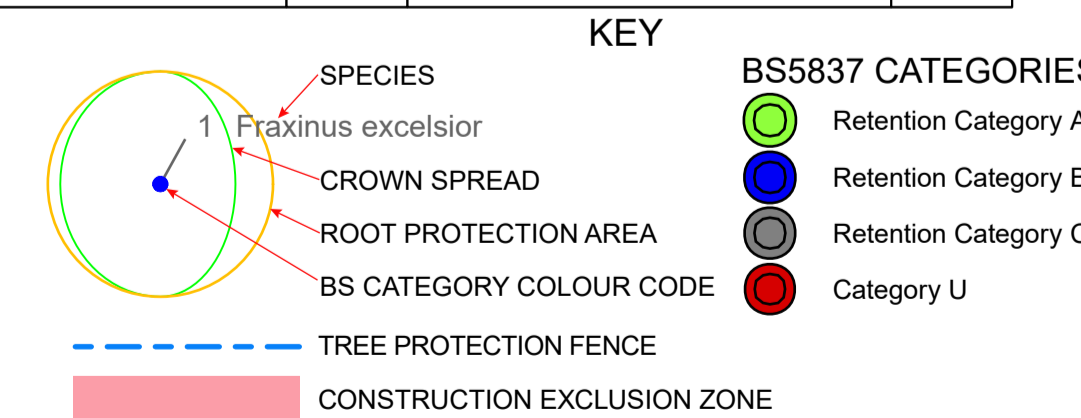 KEY
SPECIES
1 Fraxinus excelsior
CROWN SPREAD
ROOT PROTECTION AREA
BS CATEGORY COLOUR CODE
TREE PROTECTION FENCE
CONSTRUCTION EXCLUSION ZONE
BS5837 CATEGORIES
Retention Category A
Retention Category B
Retention Category C
Category U